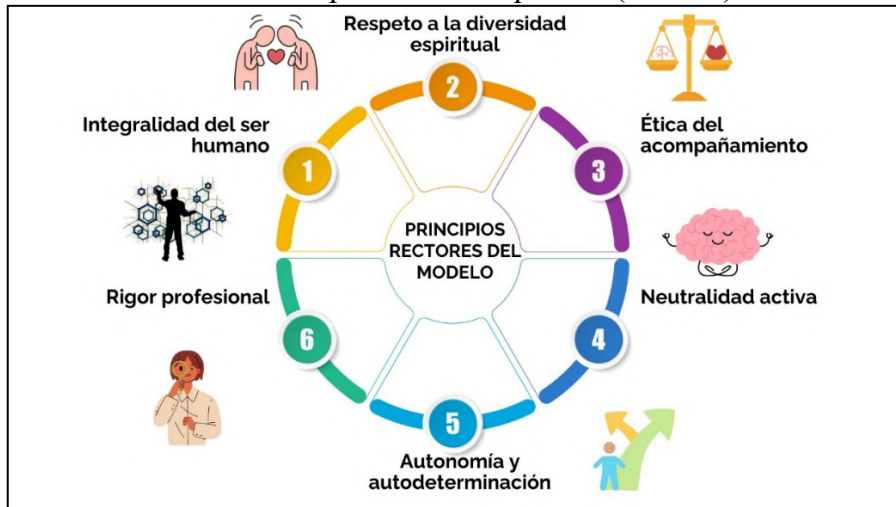 Respeto a la diversidad
espiritual
2
Integralidad del ser
humano
1
Ética del
acompañamiento
3
PRINCIPIOS
RECTORES DEL
MODELO
Rigor profesional
6
Neutralidad activa
4
5
Autonomía y
autodeterminación